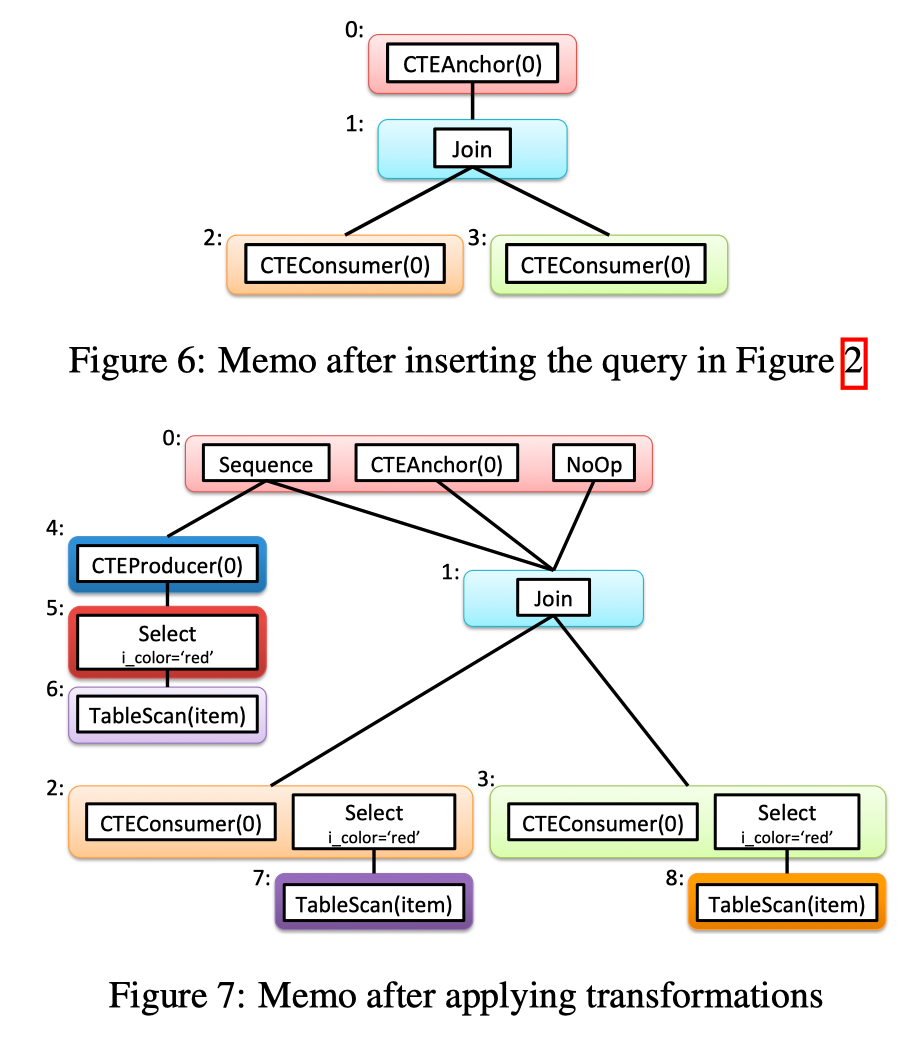 0:
CTEAnchor(0)
1:
Join
2:
CTEConsumer(0)
3:
CTEConsumer(0)
Figure 6: Memo after inserting the query in Figure 2
0:
Sequence
CTEAnchor(0)
NoOp
4:
CTEProducer(0)
1:
Join
5:
Select
i_color=‘red’
6:
TableScan(item)
2:
CTEConsumer(0)
Select
i_color=‘red’
3:
CTEConsumer(0)
Select
i_color=‘red’
7:
TableScan(item)
8:
TableScan(item)
Figure 7: Memo after applying transformations